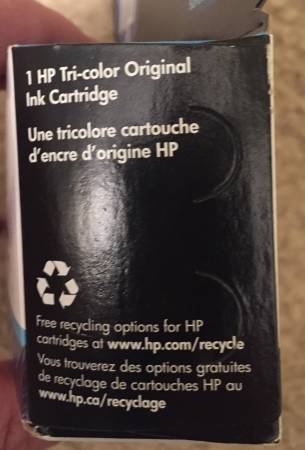 1 HP Tri-color Original
Ink Cartridge
Une tricolore cartouche
d'encre d'origine HP
Free recycling options for HP
cartridges at www.hp.com/recycle
Vous trouverez des options gratuites
de recyclage de cartouches HP au
www.hp.ca/recyclage